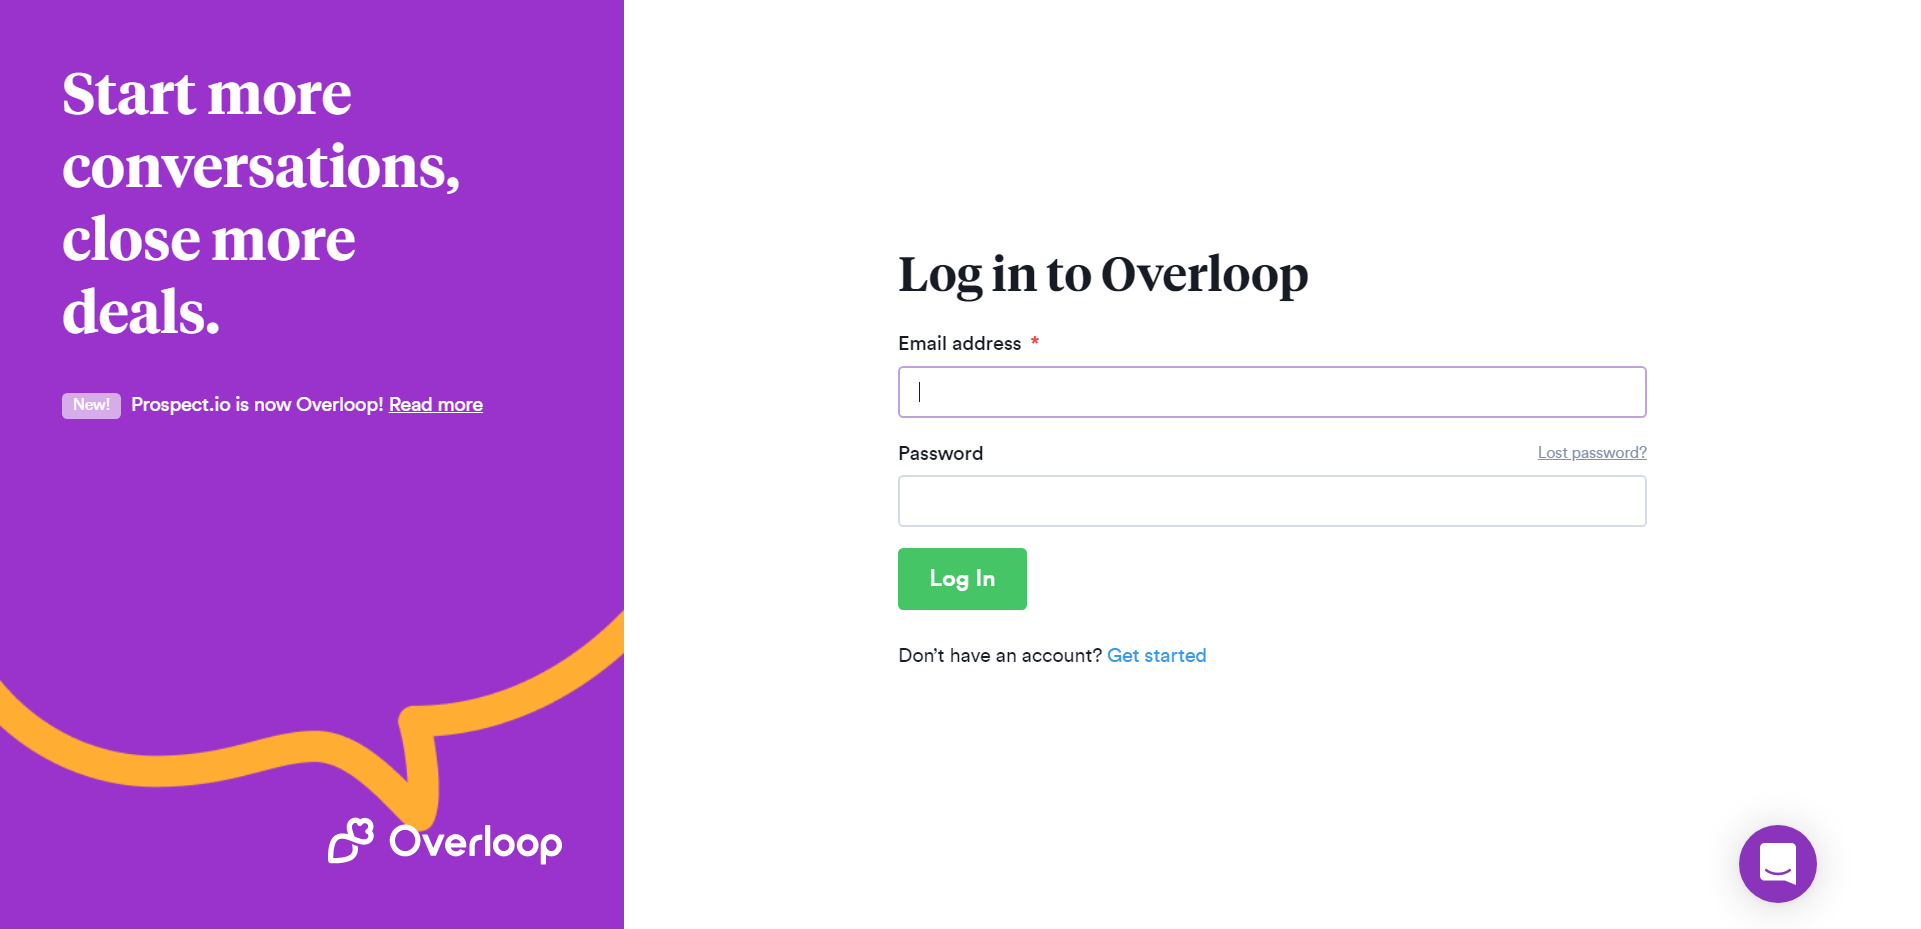 Start more
conversations,
close more
deals.
New! Prospect.io is now Overloop! Read more
Overloop
Log in to Overloop
Email address *
Password
Lost password?
Log In
Don’t have an account? Get started